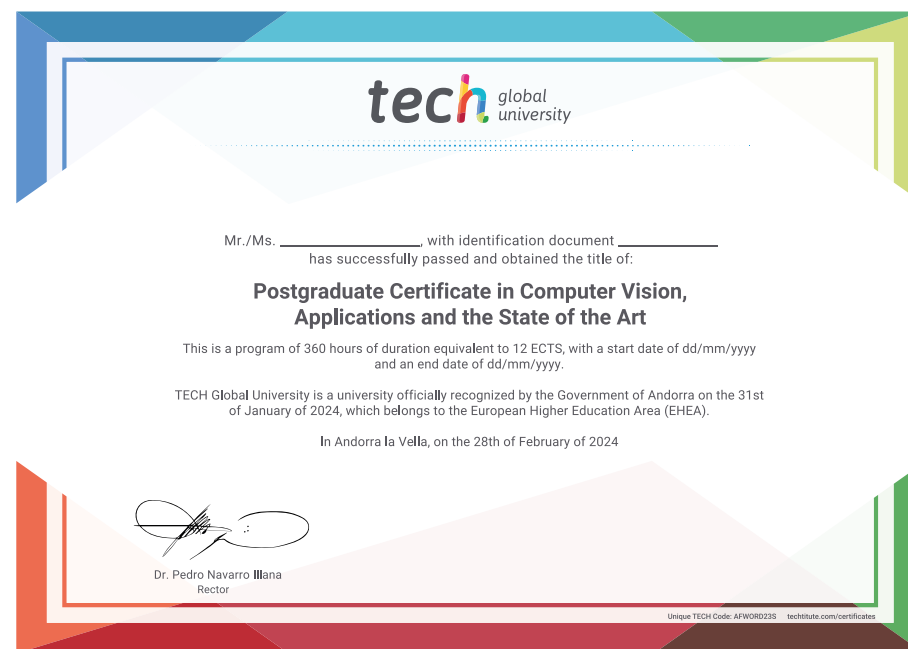 tech global university
Mr./Ms. ____________________, with identification document ______________
has successfully passed and obtained the title of:
Postgraduate Certificate in Computer Vision,
Applications and the State of the Art
This is a program of 360 hours of duration equivalent to 12 ECTS, with a start date of dd/mm/yyyy
and an end date of dd/mm/yyyy.
TECH Global University is a university officially recognized by the Government of Andorra on the 31st
of January of 2024, which belongs to the European Higher Education Area (EHEA).
In Andorra la Vella, on the 28th of February of 2024
Dr. Pedro Navarro Illana
Rector
Unique TECH Code: AFWORD23S techtitute.com/certificates